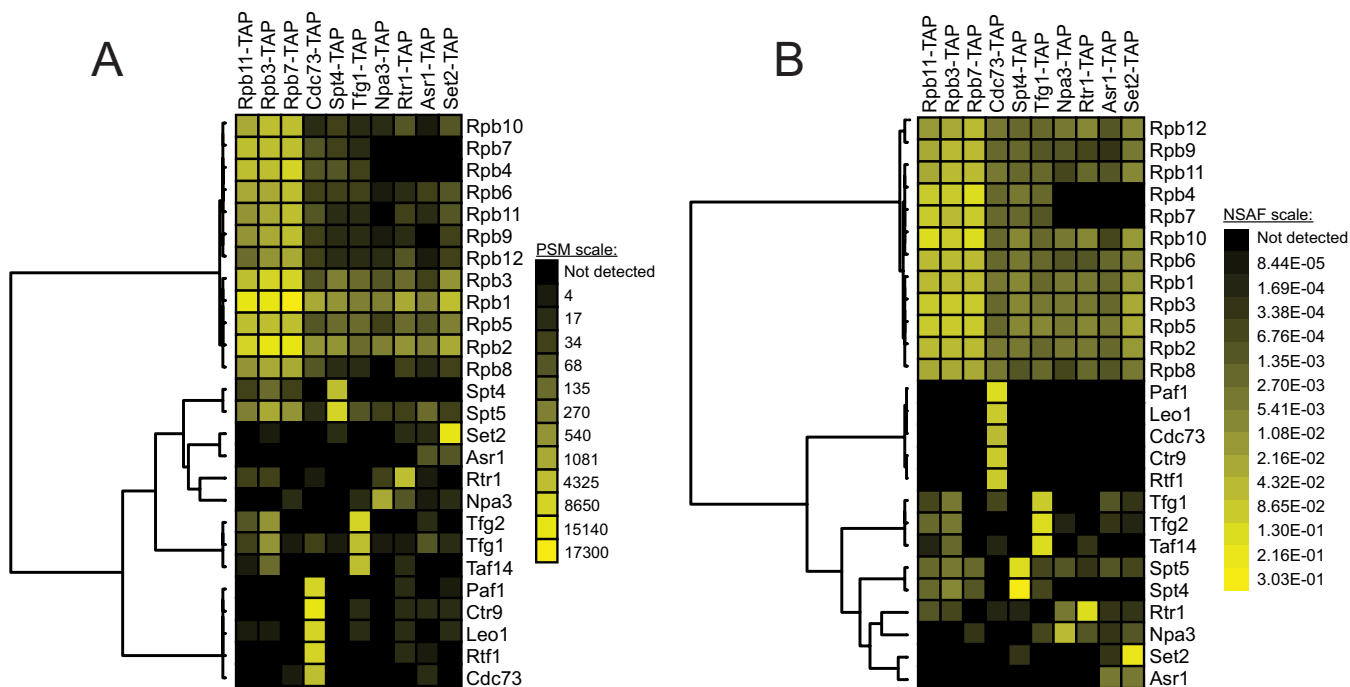 A
Rpb11-TAP
Rpb3-TAP
Rpb7-TAP
Cdc73-TAP
Spt4-TAP
Tfg1-TAP
Npa3-TAP
Rtr1-TAP
Asr1-TAP
Set2-TAP
Rpb10
Rpb7
Rpb4
Rpb6
Rpb11
Rpb9
Rpb12
Rpb3
Rpb1
Rpb5
Rpb2
Rpb8
Spt4
Spt5
Set2
Asr1
Rtr1
Npa3
Tfg2
Tfg1
Taf14
Paf1
Ctr9
Leo1
Rtf1
Cdc73
PSM scale:
Not detected
4
17
34
68
135
270
540
1081
4325
8650
15140
17300
B
Rpb11-TAP
Rpb3-TAP
Rpb7-TAP
Cdc73-TAP
Spt4-TAP
Tfg1-TAP
Npa3-TAP
Rtr1-TAP
Asr1-TAP
Set2-TAP
Rpb12
Rpb9
Rpb11
Rpb4
Rpb7
Rpb10
Rpb6
Rpb1
Rpb3
Rpb5
Rpb2
Rpb8
Paf1
Leo1
Cdc73
Ctr9
Rtf1
Tfg1
Tfg2
Taf14
Spt5
Spt4
Rtr1
Npa3
Set2
Asr1
NSAF scale:
Not detected
8.44E-05
1.69E-04
3.38E-04
6.76E-04
1.35E-03
2.70E-03
5.41E-03
1.08E-02
2.16E-02
4.32E-02
8.65E-02
1.30E-01
2.16E-01
3.03E-01